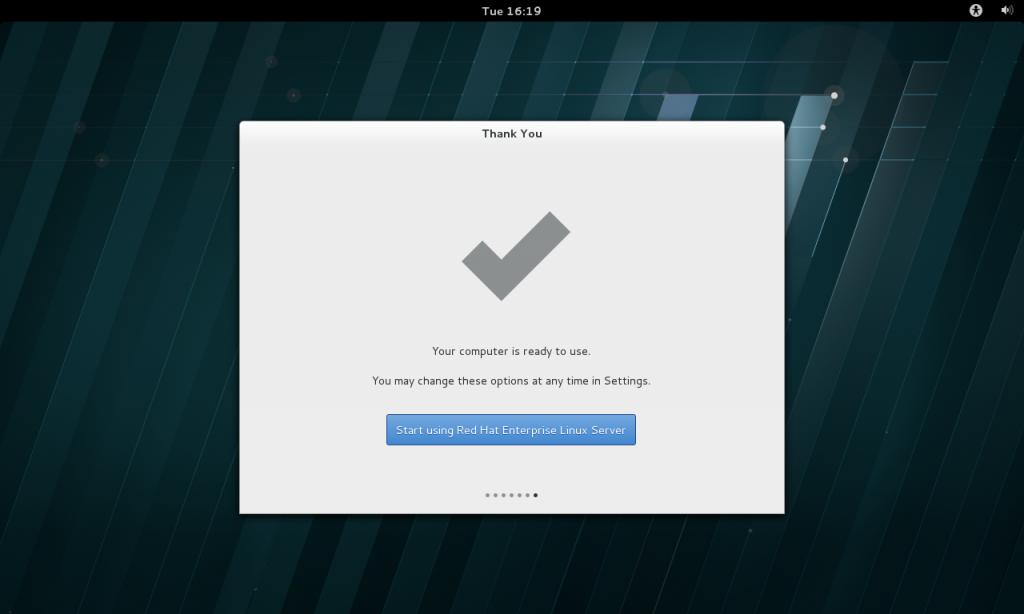 Tue 16:19
Thank You
Your computer is ready to use.
You may change these options at any time in Settings.
Start using Red Hat Enterprise Linux Server